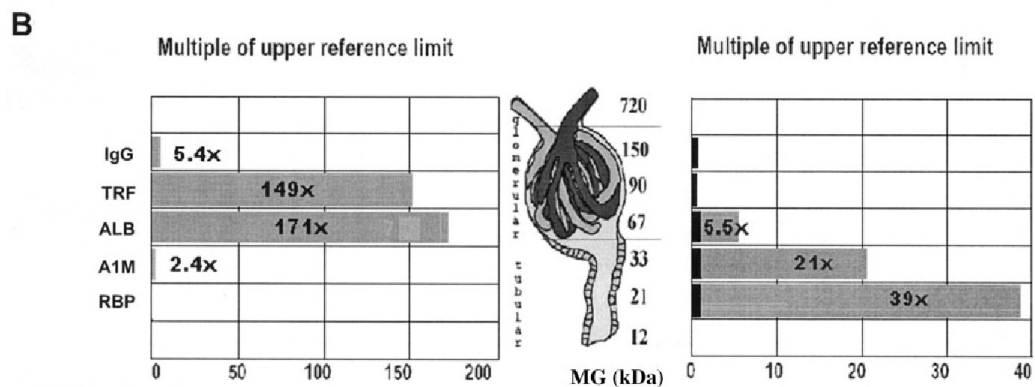 B
Multiple of upper reference limit
Multiple of upper reference limit
IgG
TRF
ALB
A1M
RBP
5.4x
149x
171x
2.4x
0 50 100 150 200
glomerular
tubular
720
150
90
67
33
21
12
MG (kDa)
5.5x
21x
39x
0 10 20 30 40